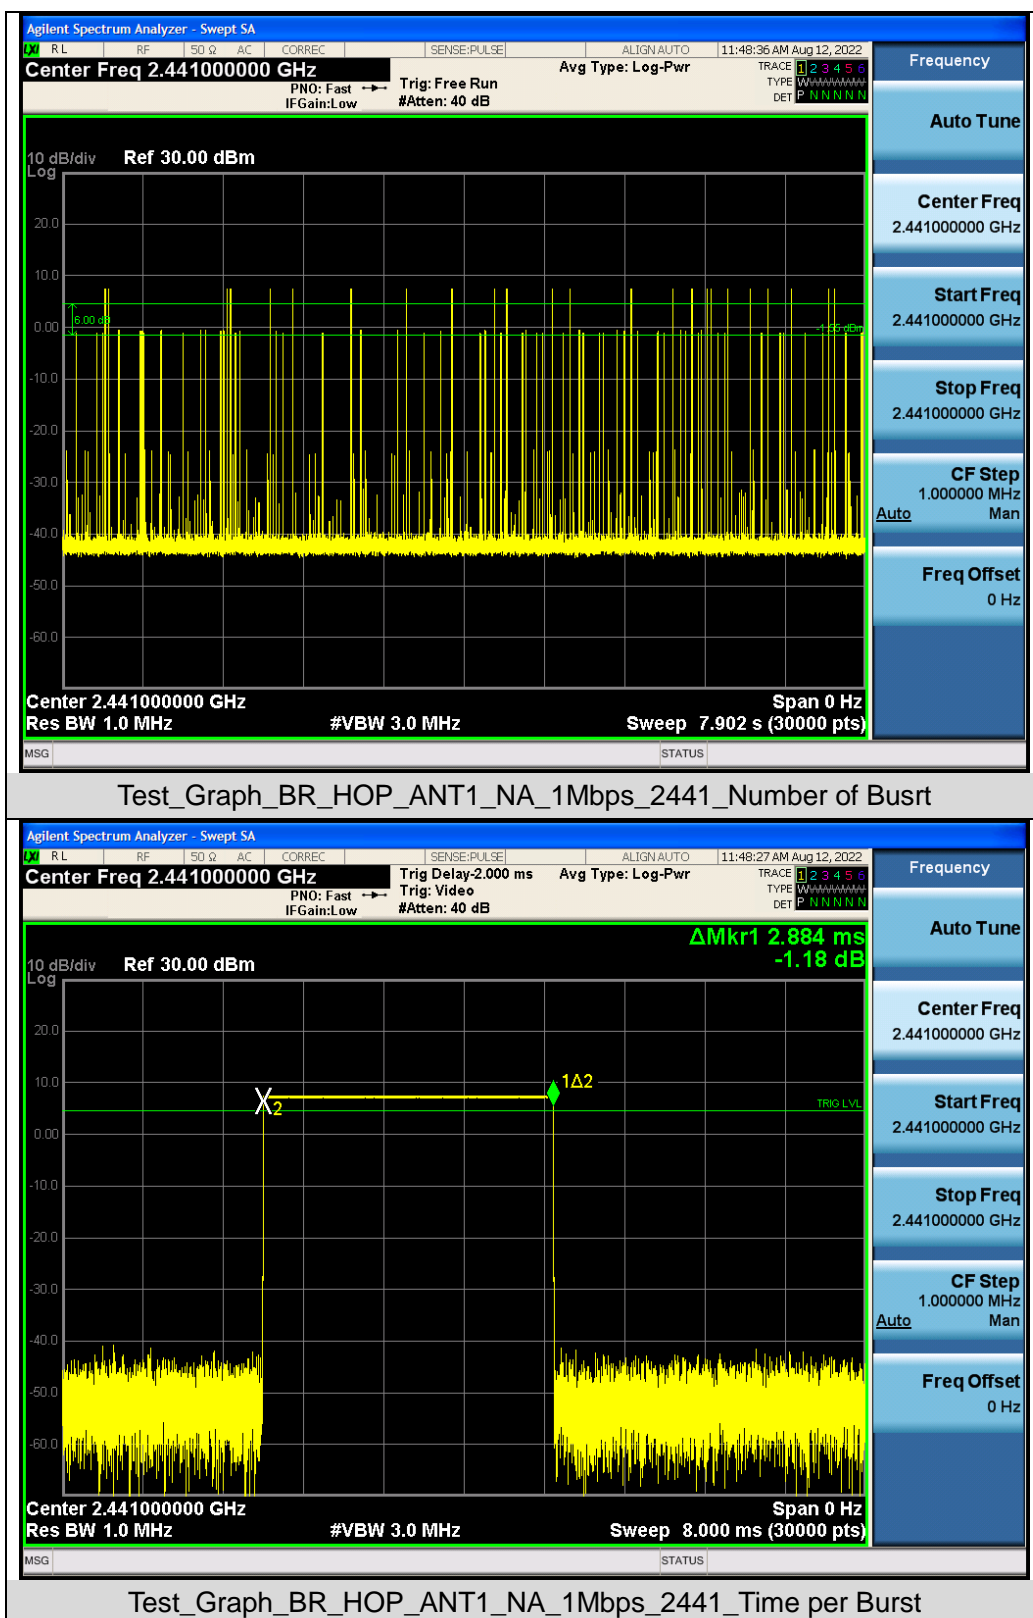 Agilent Spectrum Analyzer - Swept SA
LXI RL RF 50 Ω AC CORREC SENSE:PULSE ALIGN AUTO 11:48:36 AM Aug 12, 2022
Center Freq 2.441000000 GHz
PNO: Fast
IFGain:Low
Trig: Free Run
#Atten: 40 dB
Avg Type: Log-Pwr
TRACE 1 2 3 4 5 6
TYPE WWWWWW
DET P N N N N N
10 dB/div
Log
Ref 30.00 dBm
20.0
10.0
0.00
-10.0
-20.0
-30.0
-40.0
-50.0
-60.0
6.00 dB
-1.55 dBm
Center 2.441000000 GHz
Span 0 Hz
Res BW 1.0 MHz
#VBW 3.0 MHz
Sweep 7.902 s (30000 pts)
MSG
STATUS
Frequency
Auto Tune
Center Freq
2.441000000 GHz
Start Freq
2.441000000 GHz
Stop Freq
2.441000000 GHz
CF Step
1.000000 MHz
Auto Man
Freq Offset
0 Hz
Test_Graph_BR_HOP_ANT1_NA_1Mbps_2441_Number of Busrt
Agilent Spectrum Analyzer - Swept SA
LXI RL RF 50 Ω AC CORREC SENSE:PULSE ALIGN AUTO 11:48:27 AM Aug 12, 2022
Center Freq 2.441000000 GHz
PNO: Fast
IFGain:Low
Trig Delay-2.000 ms
Trig: Video
#Atten: 40 dB
Avg Type: Log-Pwr
TRACE 1 2 3 4 5 6
TYPE WWWWWW
DET P N N N N N
ΔMkr1 2.884 ms
-1.18 dB
10 dB/div
Log
Ref 30.00 dBm
20.0
10.0
0.00
-10.0
-20.0
-30.0
-40.0
-50.0
-60.0
2
1Δ2
TRIG LVL
Center 2.441000000 GHz
Span 0 Hz
Res BW 1.0 MHz
#VBW 3.0 MHz
Sweep 8.000 ms (30000 pts)
MSG
STATUS
Frequency
Auto Tune
Center Freq
2.441000000 GHz
Start Freq
2.441000000 GHz
Stop Freq
2.441000000 GHz
CF Step
1.000000 MHz
Auto Man
Freq Offset
0 Hz
Test_Graph_BR_HOP_ANT1_NA_1Mbps_2441_Time per Burst